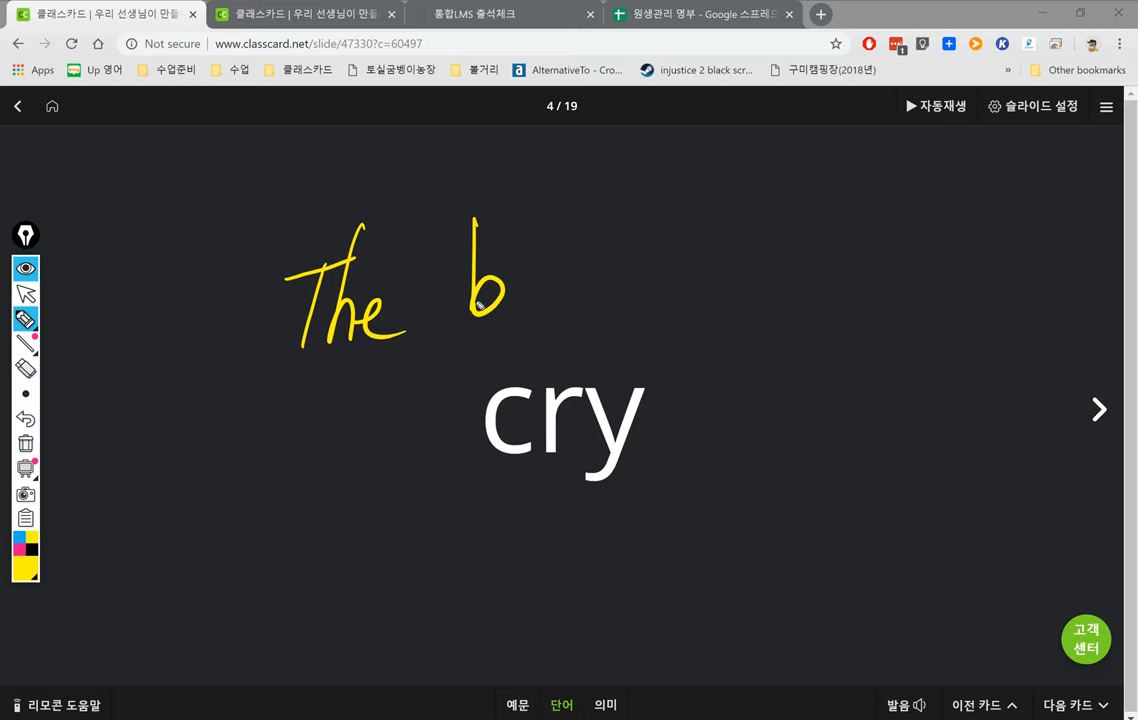 클래스카드 | 우리 선생님이 만들 클래스카드 | 우리 선생님이 만들 통합LMS 출석체크 원생관리 명부 - Google 스프레드
Not secure | www.classcard.net/slide/47330?c=60497
Apps Up 영어 수업준비 수업 클래스카드 토실굼벵이농장 볼거리 AlternativeTo - Cro... injustice 2 black scr... 구미캠핑장(2018년) » Other bookmarks
4 / 19 자동재생 슬라이드 설정
The b
cry
고객
센터
리모콘 도움말 예문 단어 의미 발음 이전 카드 다음 카드